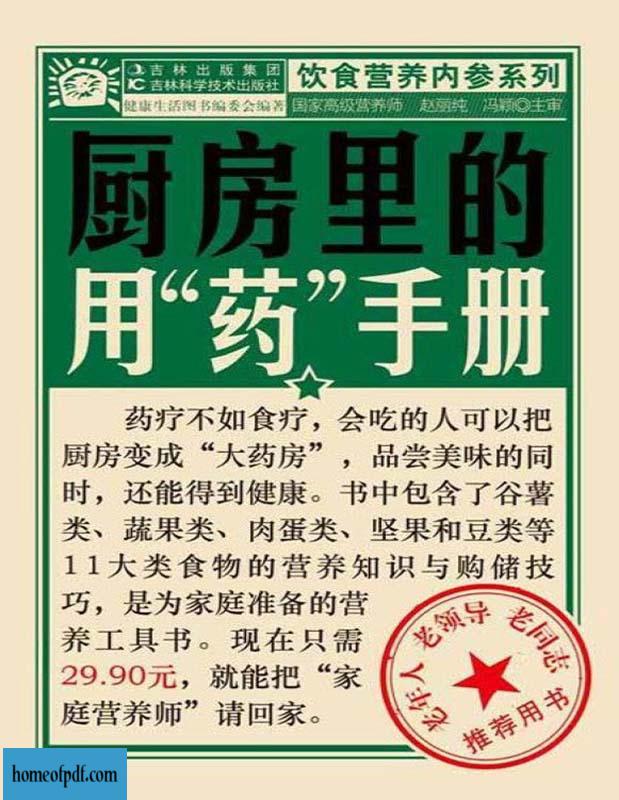 吉林出版集团
吉林科学技术出版社
饮食营养内参系列
健康生活图书编委会编著
国家高级营养师 赵丽纯 冯颖◎主审
厨房里的
用“药”手册
药疗不如食疗，会吃的人可以把
厨房变成“大药房”，品尝美味的同
时，还能得到健康。书中包含了谷薯
类、蔬果类、肉蛋类、坚果和豆类等
11大类食物的营养知识与购储技
巧，是为家庭准备的营
养工具书。现在只需
29.90元，就能把“家
庭营养师”请回家。
老年人 老领导 老同志
推荐用书
homeofpdf.com